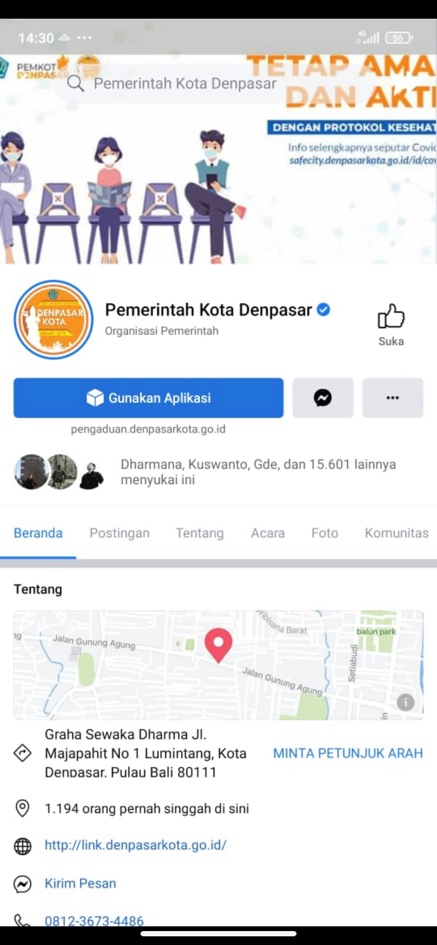 14:30
56
PEMKOT
DENPASAR
Pemerintah Kota Denpasar
TETAP AMA
DAN AKTI
DENGAN PROTOKOL KESEHAT
Info selengkapnya seputar Covi
safecity.denpasarkota.go.id/id/co
DENPASAR
KOTA
Pemerintah Kota Denpasar
Organisasi Pemerintah
Suka
Gunakan Aplikasi
pengaduan.denpasarkota.go.id
Dharmana, Kuswanto, Gde, dan 15.601 lainnya
menyukai ini
Beranda Postingan Tentang Acara Foto Komunitas
Tentang
Wibisana Barat
balun park
Jalan Gunung Agung
Setiabudi
Jalan Gunung Agung
Graha Sewaka Dharma Jl.
Majapahit No 1 Lumintang, Kota
Denpasar. Pulau Bali 80111
MINTA PETUNJUK ARAH
1.194 orang pernah singgah di sini
http://link.denpasarkota.go.id/
Kirim Pesan
0812-3673-4486